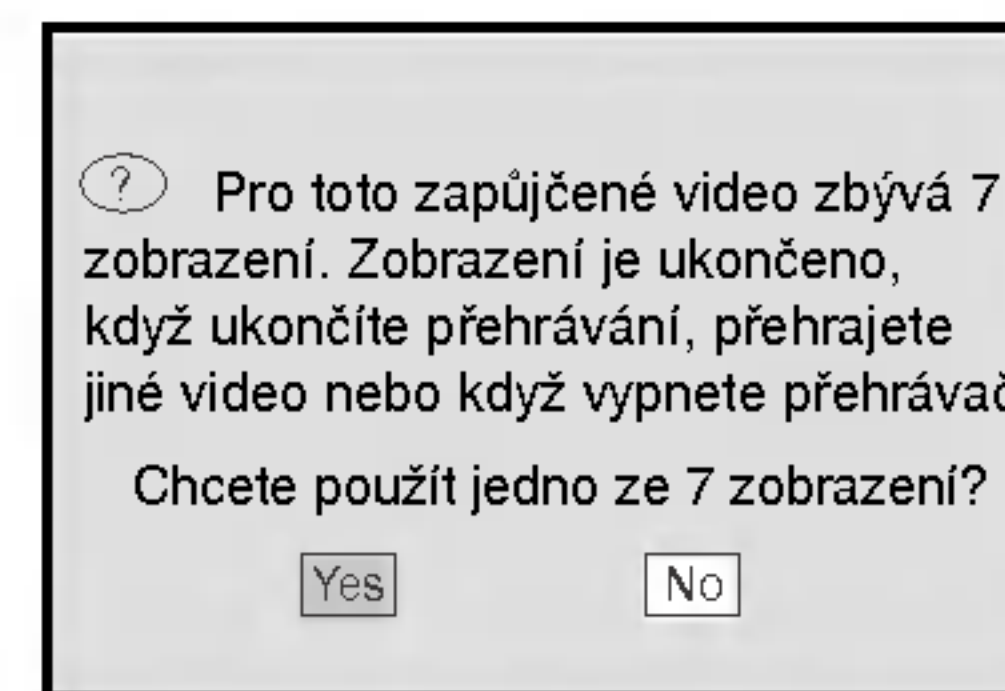 ? Pro toto zapůjčené video zbývá 7
zobrazení. Zobrazení je ukončeno,
když ukončíte přehrávání, přehrajete
jiné video nebo když vypnete přehrávač
Chcete použít jedno ze 7 zobrazení?
Yes No